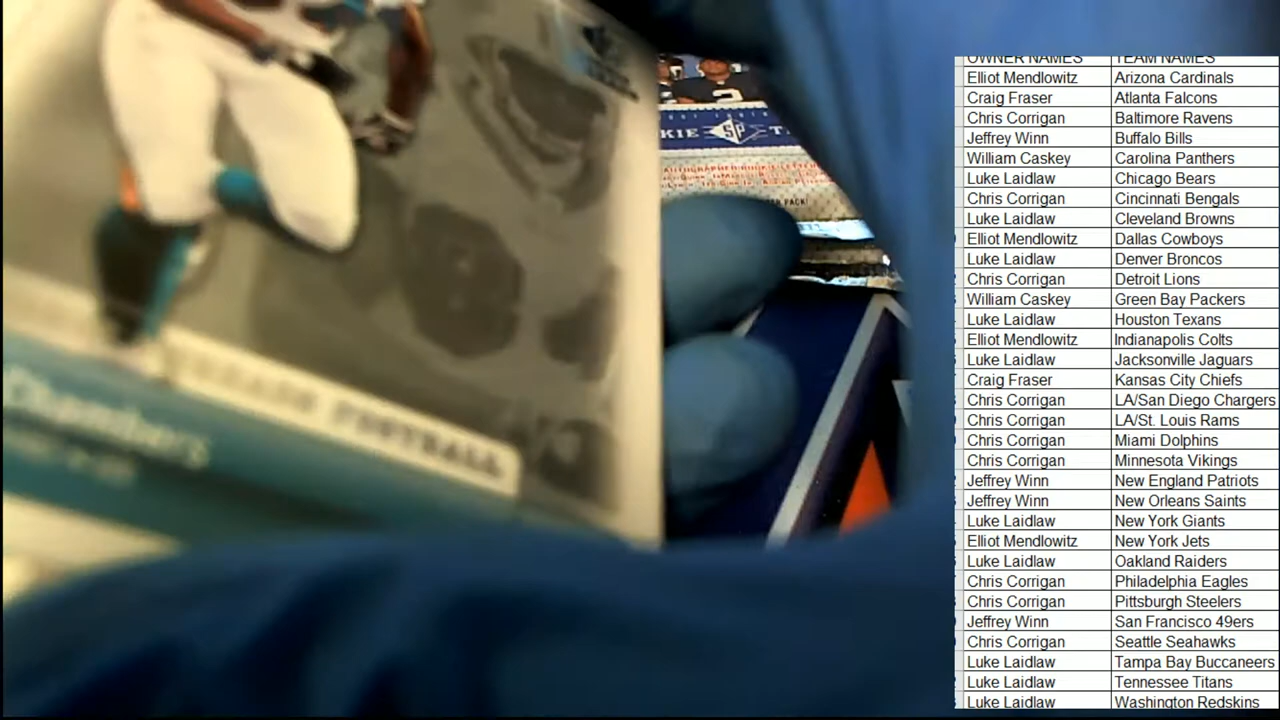 Chambers
KIE SP T
PACK!
OWNER NAMES TEAM NAMES
Elliot Mendlowitz Arizona Cardinals
Craig Fraser Atlanta Falcons
Chris Corrigan Baltimore Ravens
Jeffrey Winn Buffalo Bills
William Caskey Carolina Panthers
Luke Laidlaw Chicago Bears
Chris Corrigan Cincinnati Bengals
Luke Laidlaw Cleveland Browns
Elliot Mendlowitz Dallas Cowboys
Luke Laidlaw Denver Broncos
Chris Corrigan Detroit Lions
William Caskey Green Bay Packers
Luke Laidlaw Houston Texans
Elliot Mendlowitz Indianapolis Colts
Luke Laidlaw Jacksonville Jaguars
Craig Fraser Kansas City Chiefs
Chris Corrigan LA/San Diego Chargers
Chris Corrigan LA/St. Louis Rams
Chris Corrigan Miami Dolphins
Chris Corrigan Minnesota Vikings
Jeffrey Winn New England Patriots
Jeffrey Winn New Orleans Saints
Luke Laidlaw New York Giants
Elliot Mendlowitz New York Jets
Luke Laidlaw Oakland Raiders
Chris Corrigan Philadelphia Eagles
Chris Corrigan Pittsburgh Steelers
Jeffrey Winn San Francisco 49ers
Chris Corrigan Seattle Seahawks
Luke Laidlaw Tampa Bay Buccaneers
Luke Laidlaw Tennessee Titans
Luke Laidlaw Washington Redskins